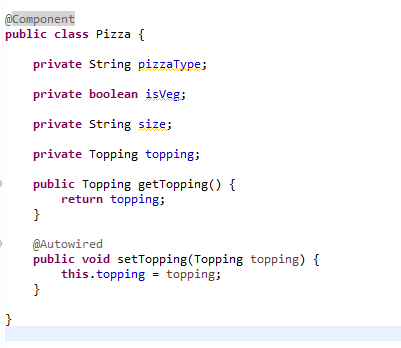 @Component
public class Pizza {
private String pizzaType;
private boolean isVeg;
private String size;
private Topping topping;
public Topping getTopping() {
return topping;
}
@Autowired
public void setTopping(Topping topping) {
this.topping = topping;
}
}